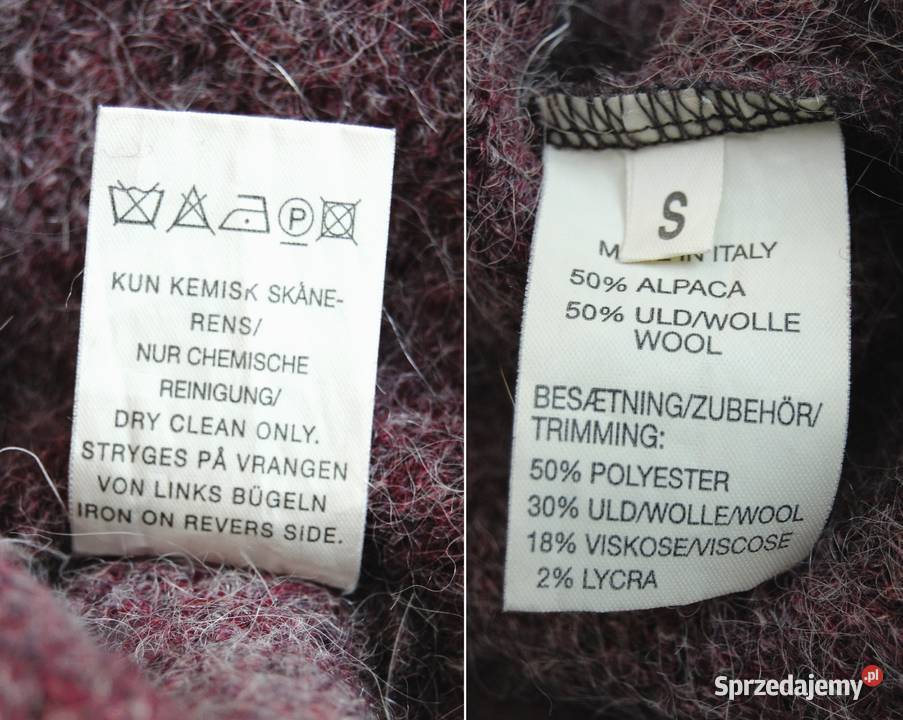 P
KUN KEMISK SKÅNE-
RENS/
NUR CHEMISCHE
REINIGUNG/
DRY CLEAN ONLY.
STRYGES PÅ VRANGEN
VON LINKS BÜGELN
IRON ON REVERS SIDE.
S
MADE IN ITALY
50% ALPACA
50% ULD/WOLLE
WOOL
BESÆTNING/ZUBEHÖR/
TRIMMING:
50% POLYESTER
30% ULD/WOLLE/WOOL
18% VISKOSE/VISCOSE
2% LYCRA
Sprzedajemy.pl